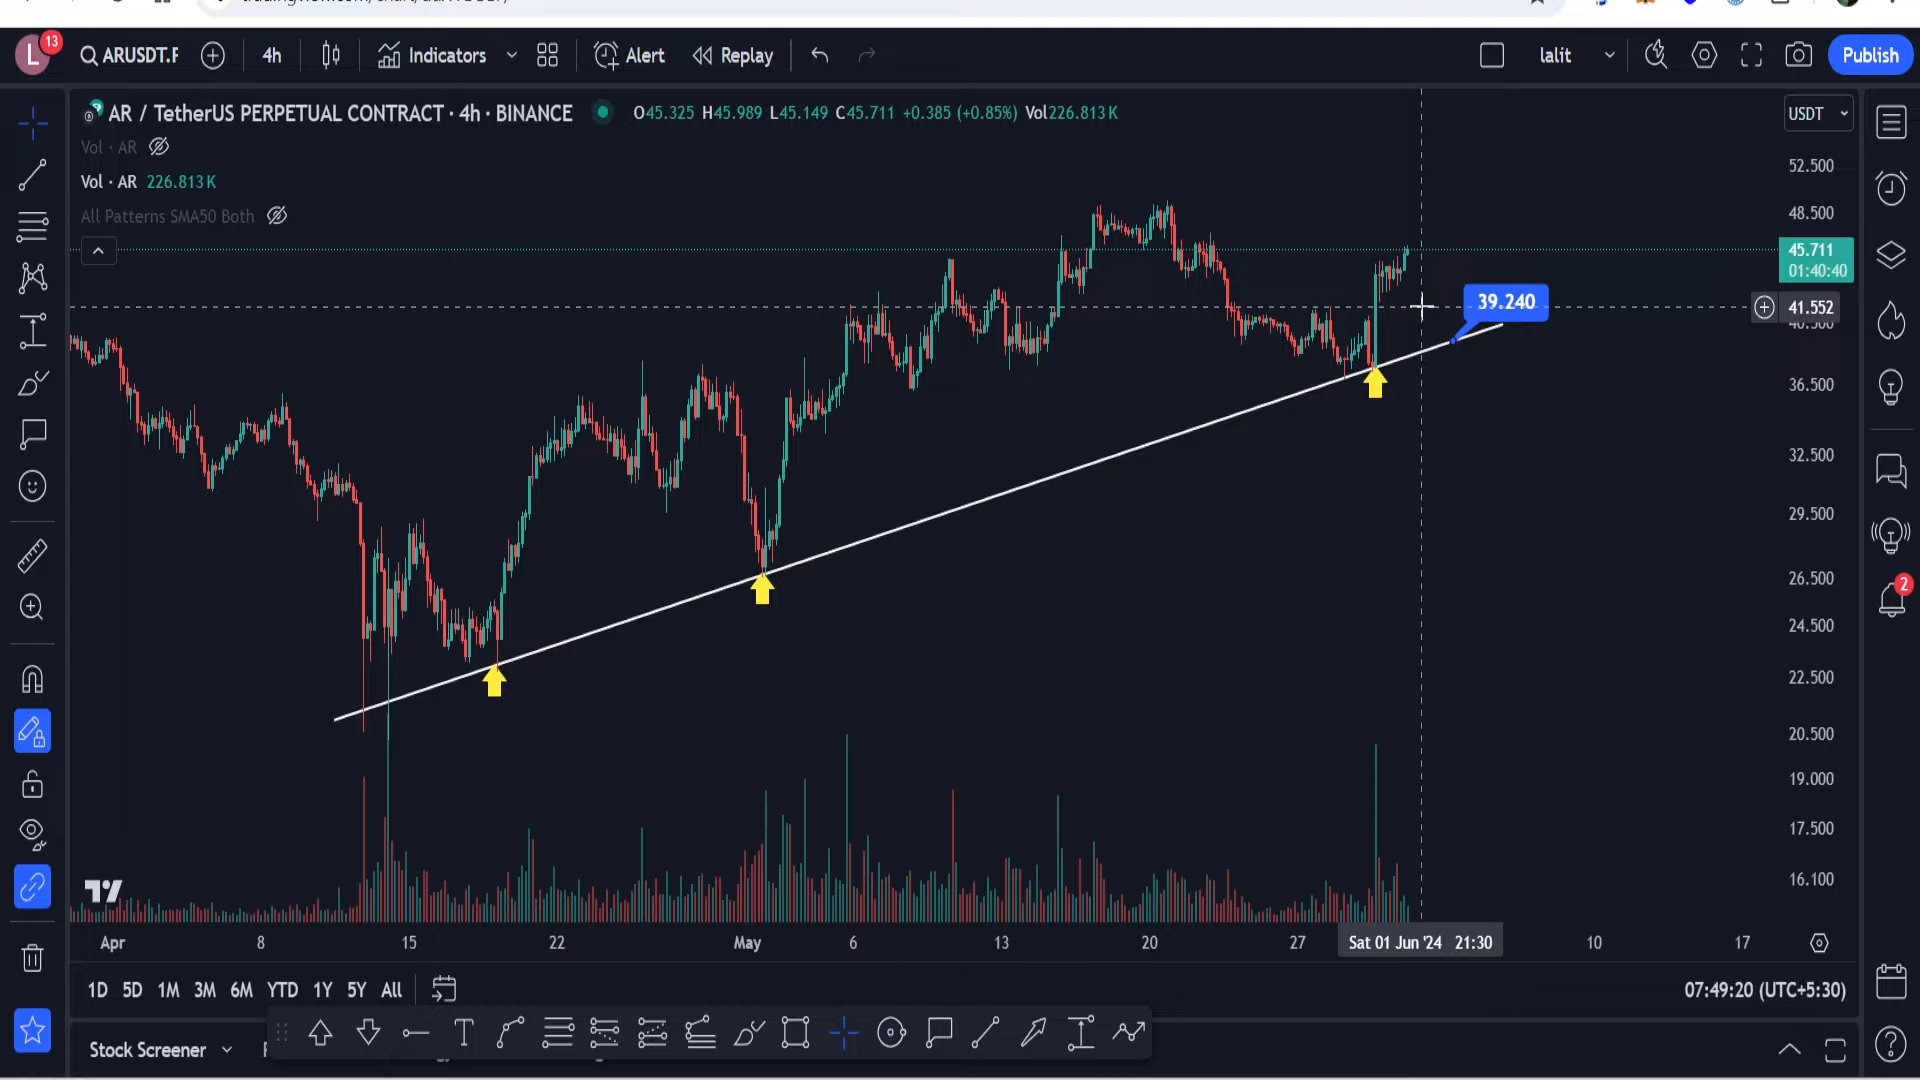 L 13 ARUSDT.P 4h Indicators Alert Replay lalit Publish
AR / TetherUS PERPETUAL CONTRACT · 4h · BINANCE O45.325 H45.989 L45.149 C45.711 +0.385 (+0.85%) Vol226.813K USDT
Vol · AR
Vol · AR 226.813K
All Patterns SMA50 Both
52.500
48.500
45.711
01:40:40
39.240
41.552
40.500
36.500
32.500
29.500
26.500
2
24.500
22.500
20.500
19.000
17.500
16.100
Apr 8 15 22 May 6 13 20 27 Sat 01 Jun '24 21:30 10 17
1D 5D 1M 3M 6M YTD 1Y 5Y All 07:49:20 (UTC+5:30)
T
Stock Screener